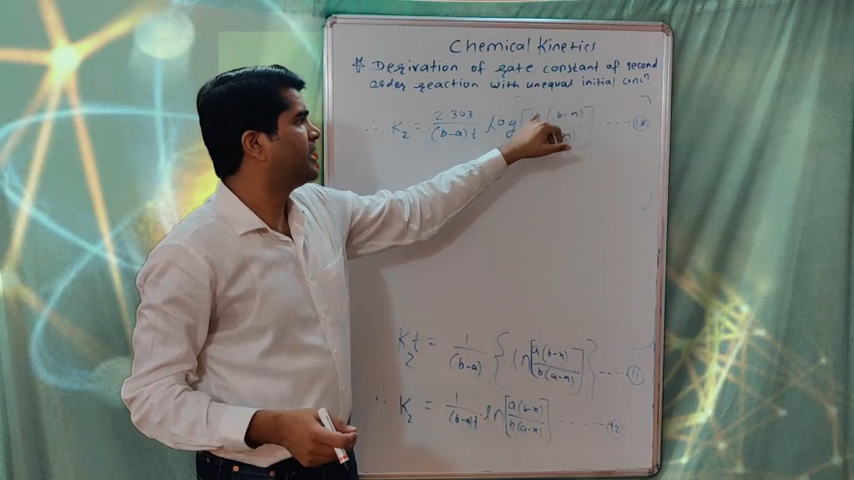 Chemical Kinetics
* Derivation of rate constant of second
order reaction with unequal initial concⁿ
∴ K₂ = 2.303/(b-a)t log [ (b-x)
K₂t = 1/(b-a) { ln[a(b-x)/b(a-x)] } ----- (11)
∴ K₂ = 1/(b-a)t ln[a(b-x)/b(a-x)] ------ (12)